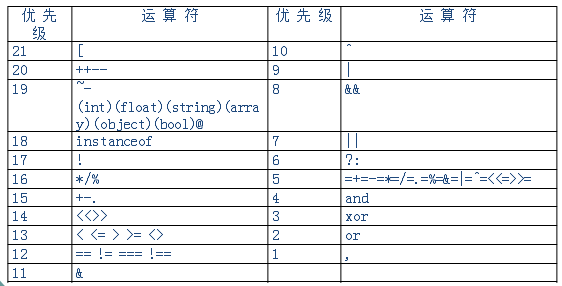 优先级 运算符 优先级 运算符
21 [ 10 ^
20 ++-- 9 |
19 ~- 8 &&
(int)(float)(string)(arra
y)(object)(bool)@
18 instanceof 7 ||
17 ! 6 ?:
16 */% 5 =+=-=*=/=.=%=&=|=^=<<=>>=
15 +-. 4 and
14 <<>> 3 xor
13 < <= > >= <> 2 or
12 == != === !== 1 ,
11 &